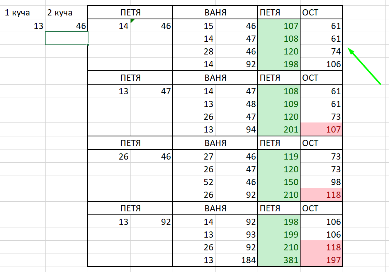 1 куча 2 куча ПЕТЯ ВАНЯ ПЕТЯ ОСТ
13 46 14 46 15 46 107 61
14 47 108 61
28 46 120 74
14 92 198 106
ПЕТЯ ВАНЯ ПЕТЯ ОСТ
13 47 14 47 108 61
13 48 109 61
26 47 120 73
13 94 201 107
ПЕТЯ ВАНЯ ПЕТЯ ОСТ
26 46 27 46 119 73
26 47 120 73
52 46 150 98
26 92 210 118
ПЕТЯ ВАНЯ ПЕТЯ ОСТ
13 92 14 92 198 106
13 93 199 106
26 92 210 118
13 184 381 197